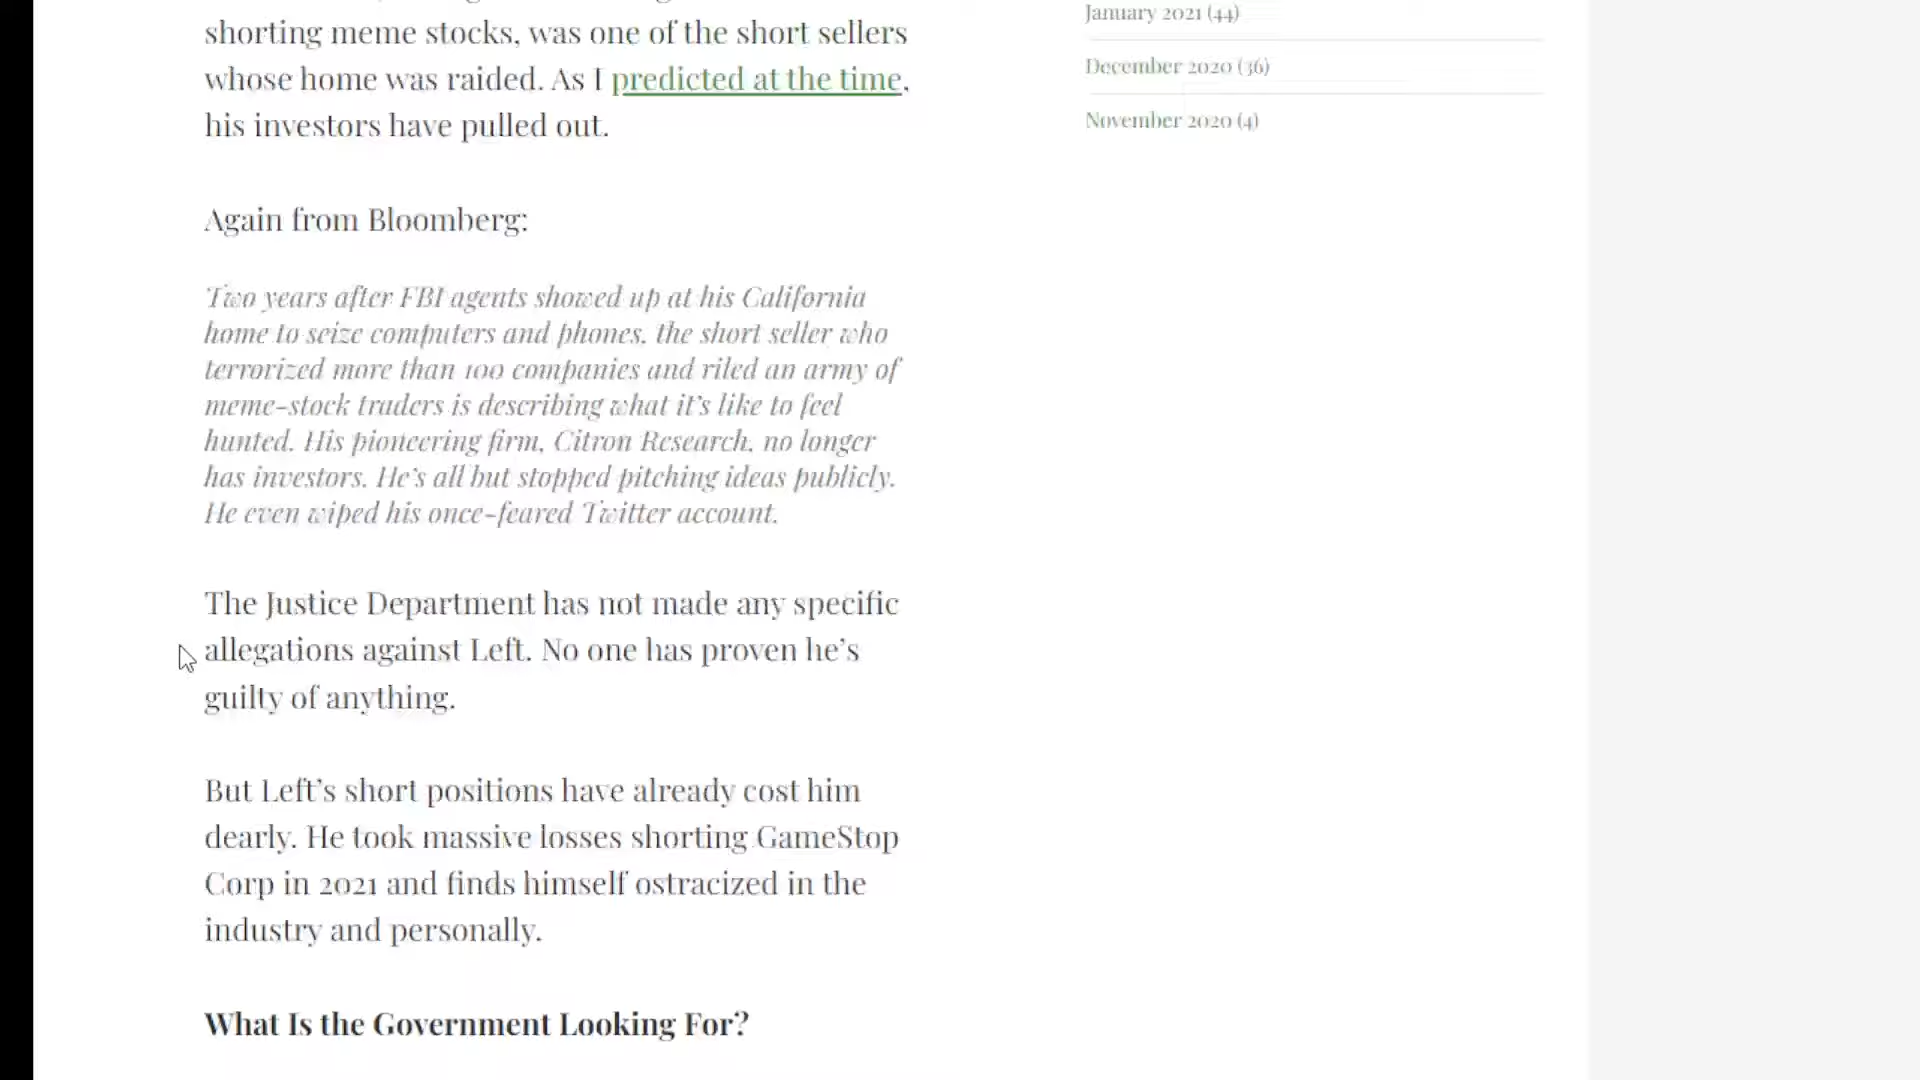 shorting meme stocks, was one of the short sellers
whose home was raided. As I predicted at the time,
his investors have pulled out.
Again from Bloomberg:
Two years after FBI agents showed up at his California
home to seize computers and phones, the short seller who
terrorized more than 100 companies and riled an army of
meme-stock traders is describing what it's like to feel
hunted. His pioneering firm, Citron Research, no longer
has investors. He's all but stopped pitching ideas publicly.
He even wiped his once-feared Twitter account.
The Justice Department has not made any specific
allegations against Left. No one has proven he's
guilty of anything.
But Left's short positions have already cost him
dearly. He took massive losses shorting GameStop
Corp in 2021 and finds himself ostracized in the
industry and personally.
What Is the Government Looking For?
January 2021 (44)
December 2020 (36)
November 2020 (4)